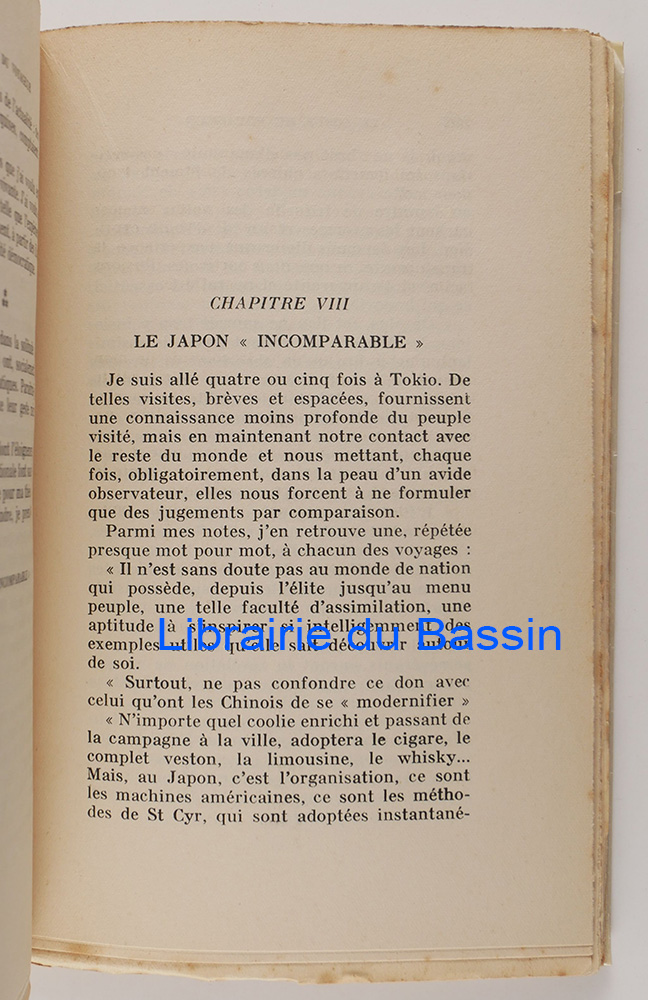 CHAPITRE VIII
LE JAPON « INCOMPARABLE »
Je suis allé quatre ou cinq fois à Tokio. De
telles visites, brèves et espacées, fournissent
une connaissance moins profonde du peuple
visité, mais en maintenant notre contact avec
le reste du monde et nous mettant, chaque
fois, obligatoirement, dans la peau d'un avide
observateur, elles nous forcent à ne formuler
que des jugements par comparaison.
Parmi mes notes, j'en retrouve une, répétée
presque mot pour mot, à chacun des voyages :
« Il n'est sans doute pas au monde de nation
qui possède, depuis l'élite jusqu'au menu
peuple, une telle faculté d'assimilation, une
aptitude à s'inspirer si intelligemment des
exemples utiles qu'elle sait découvrir autour
de soi.
« Surtout, ne pas confondre ce don avec
celui qu'ont les Chinois de se « modernifier »
« N'importe quel coolie enrichi et passant de
la campagne à la ville, adoptera le cigare, le
complet veston, la limousine, le whisky...
Mais, au Japon, c'est l'organisation, ce sont
les machines américaines, ce sont les métho-
des de St Cyr, qui sont adoptées instantané-
Librairie du Bassin